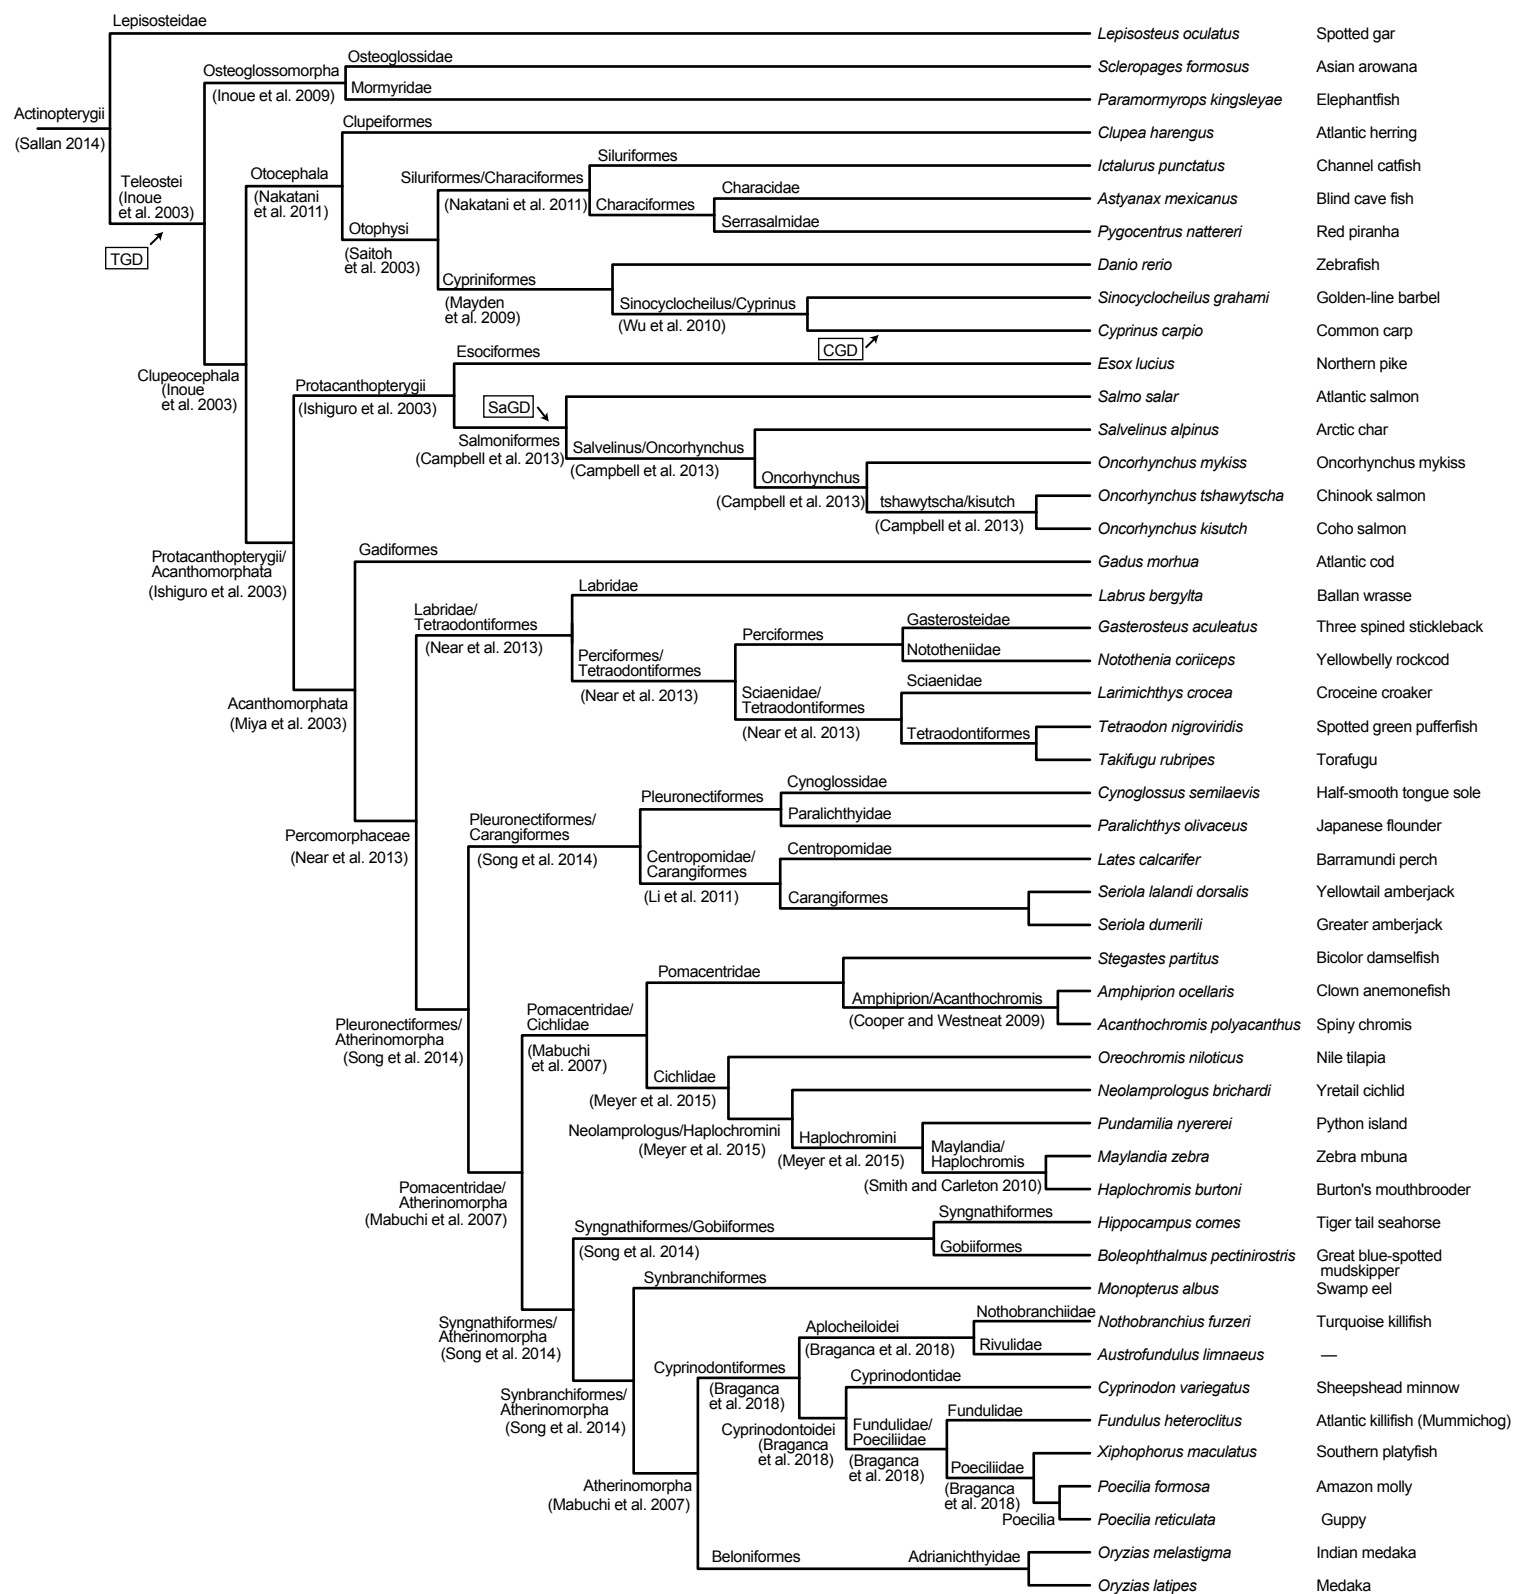 Lepisosteidae
Lepisosteus oculatus Spotted gar
Osteoglossidae
Scleropages formosus Asian arowana
Osteoglossomorpha
(Inoue et al. 2009)
Mormyridae
Paramormyrops kingsleyae Elephantfish
Actinopterygii
(Sallan 2014)
Clupeiformes
Clupea harengus Atlantic herring
Siluriformes
Ictalurus punctatus Channel catfish
Otocephala
(Nakatani
et al. 2011)
Siluriformes/Characiformes
(Nakatani et al. 2011)
Teleostei
(Inoue
et al. 2003)
Characidae
Astyanax mexicanus Blind cave fish
Characiformes
Serrasalmidae
Pygocentrus nattereri Red piranha
Otophysi
(Saitoh
et al. 2003)
TGD
Danio rerio Zebrafish
Cypriniformes
(Mayden
et al. 2009)
Sinocyclocheilus/Cyprinus
(Wu et al. 2010)
Sinocyclocheilus grahami Golden-line barbel
Cyprinus carpio Common carp
CGD
Esociformes
Esox lucius Northern pike
Clupeocephala
(Inoue
et al. 2003)
Protacanthopterygii
(Ishiguro et al. 2003)
SaGD
Salmo salar Atlantic salmon
Salmoniformes
(Campbell et al. 2013)
Salvelinus/Oncorhynchus
(Campbell et al. 2013)
Salvelinus alpinus Arctic char
Oncorhynchus mykiss Oncorhynchus mykiss
Oncorhynchus
(Campbell et al. 2013)
tshawytscha/kisutch
(Campbell et al. 2013)
Oncorhynchus tshawytscha Chinook salmon
Oncorhynchus kisutch Coho salmon
Protacanthopterygii/
Acanthomorphata
(Ishiguro et al. 2003)
Gadiformes
Gadus morhua Atlantic cod
Labridae
Labrus bergylta Ballan wrasse
Labridae/
Tetraodontiformes
(Near et al. 2013)
Gasterosteidae
Gasterosteus aculeatus Three spined stickleback
Perciformes
Nototheniidae
Notothenia coriiceps Yellowbelly rockcod
Perciformes/
Tetraodontiformes
(Near et al. 2013)
Sciaenidae
Larimichthys crocea Croceine croaker
Sciaenidae/
Tetraodontiformes
(Near et al. 2013)
Acanthomorphata
(Miya et al. 2003)
Tetraodontiformes
Tetraodon nigroviridis Spotted green pufferfish
Takifugu rubripes Torafugu
Cynoglossidae
Cynoglossus semilaevis Half-smooth tongue sole
Pleuronectiformes
Paralichthyidae
Paralichthys olivaceus Japanese flounder
Pleuronectiformes/
Carangiformes
(Song et al. 2014)
Percomorphaceae
(Near et al. 2013)
Centropomidae
Lates calcarifer Barramundi perch
Centropomidae/
Carangiformes
(Li et al. 2011)
Carangiformes
Seriola lalandi dorsalis Yellowtail amberjack
Seriola dumerili Greater amberjack
Stegastes partitus Bicolor damselfish
Pomacentridae
Amphiprion/Acanthochromis
(Cooper and Westneat 2009)
Amphiprion ocellaris Clown anemonefish
Acanthochromis polyacanthus Spiny chromis
Pomacentridae/
Cichlidae
(Mabuchi
et al. 2007)
Pleuronectiformes/
Atherinomorpha
(Song et al. 2014)
Oreochromis niloticus Nile tilapia
Cichlidae
(Meyer et al. 2015)
Neolamprologus brichardi Yretail cichlid
Neolamprologus/Haplochromini
(Meyer et al. 2015)
Pundamilia nyererei Python island
Haplochromini
(Meyer et al. 2015)
Maylandia/
Haplochromis
(Smith and Carleton 2010)
Maylandia zebra Zebra mbuna
Haplochromis burtoni Burton's mouthbrooder
Pomacentridae/
Atherinomorpha
(Mabuchi et al. 2007)
Syngnathiformes
Hippocampus comes Tiger tail seahorse
Syngnathiformes/Gobiiformes
(Song et al. 2014)
Gobiiformes
Boleophthalmus pectinirostris Great blue-spotted
mudskipper
Synbranchiformes
Monopterus albus Swamp eel
Syngnathiformes/
Atherinomorpha
(Song et al. 2014)
Nothobranchiidae
Nothobranchius furzeri Turquoise killifish
Aplocheiloidei
(Braganca et al. 2018)
Rivulidae
Austrofundulus limnaeus —
Cyprinodontiformes
(Braganca
et al. 2018)
Cyprinodontidae
Cyprinodon variegatus Sheepshead minnow
Synbranchiformes/
Atherinomorpha
(Song et al. 2014)
Fundulidae
Fundulus heteroclitus Atlantic killifish (Mummichog)
Cyprinodontoidei
(Braganca
et al. 2018)
Fundulidae/
Poeciliidae
(Braganca
et al. 2018)
Xiphophorus maculatus Southern platyfish
Poeciliidae
(Braganca
et al. 2018)
Poecilia formosa Amazon molly
Poecilia
Poecilia reticulata Guppy
Atherinomorpha
(Mabuchi et al. 2007)
Beloniformes
Adrianichthyidae
Oryzias melastigma Indian medaka
Oryzias latipes Medaka